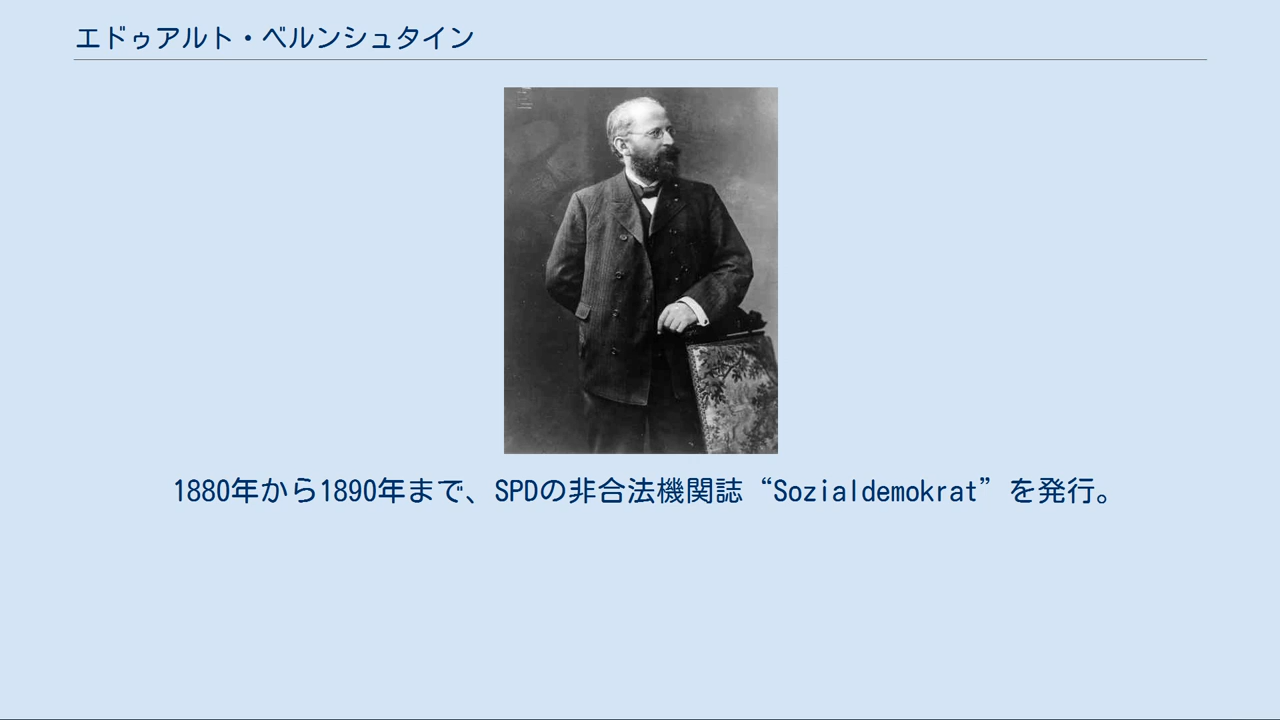 エドゥアルト・ベルンシュタイン
1880年から1890年まで、SPDの非合法機関誌“Sozialdemokrat”を発行。